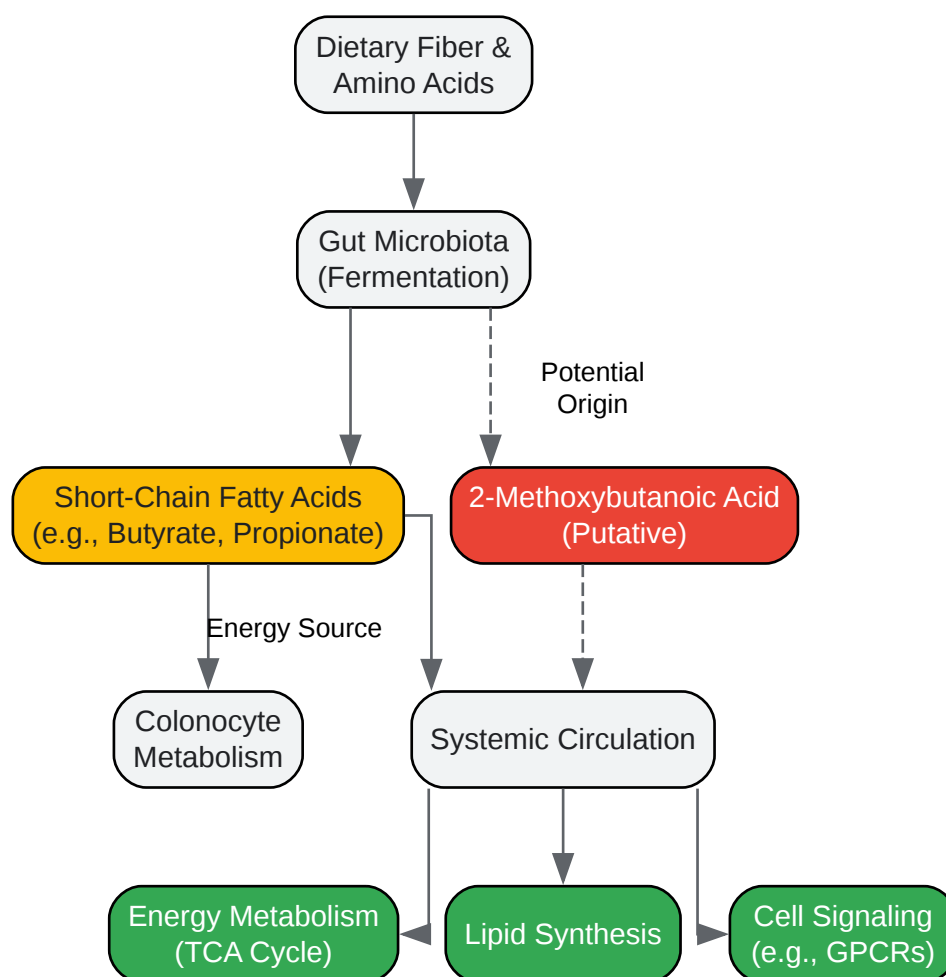 Dietary Fiber &
Amino Acids
Gut Microbiota
(Fermentation)
Potential
Origin
Short-Chain Fatty Acids
(e.g., Butyrate, Propionate)
2-Methoxybutanoic Acid
(Putative)
Energy Source
Colonocyte
Metabolism
Systemic Circulation
Energy Metabolism
(TCA Cycle)
Lipid Synthesis
Cell Signaling
(e.g., GPCRs)